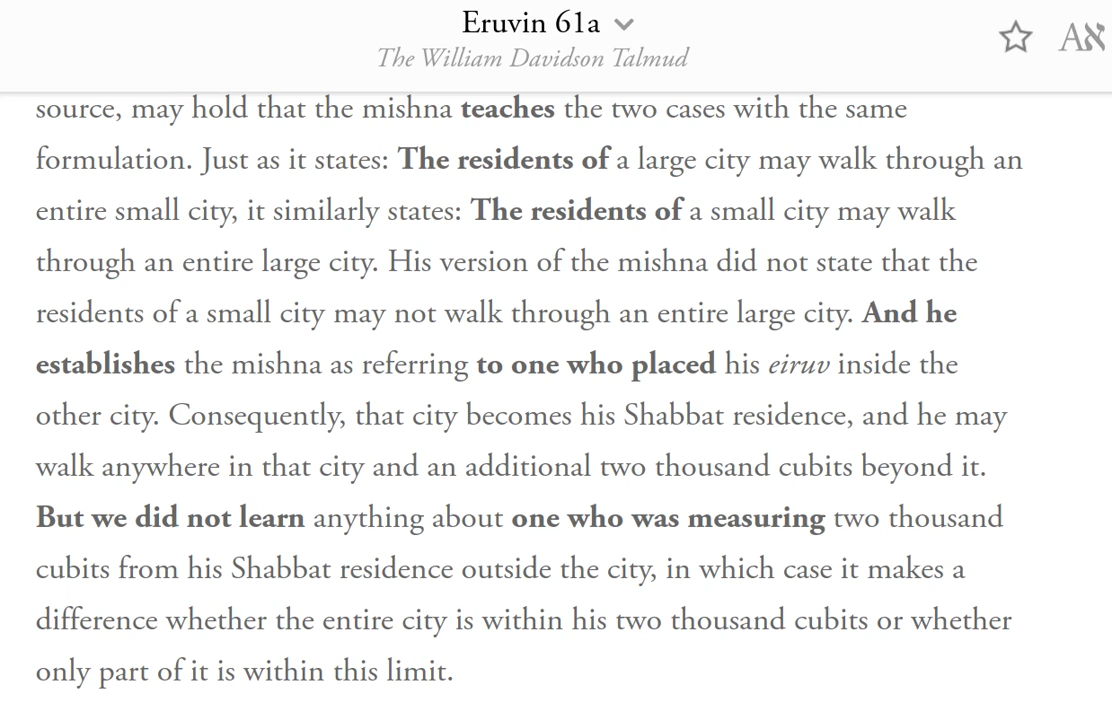 Eruvin 61a
The William Davidson Talmud
Aא
source, may hold that the mishna teaches the two cases with the same
formulation. Just as it states: The residents of a large city may walk through an
entire small city, it similarly states: The residents of a small city may walk
through an entire large city. His version of the mishna did not state that the
residents of a small city may not walk through an entire large city. And he
establishes the mishna as referring to one who placed his eiruv inside the
other city. Consequently, that city becomes his Shabbat residence, and he may
walk anywhere in that city and an additional two thousand cubits beyond it.
But we did not learn anything about one who was measuring two thousand
cubits from his Shabbat residence outside the city, in which case it makes a
difference whether the entire city is within his two thousand cubits or whether
only part of it is within this limit.